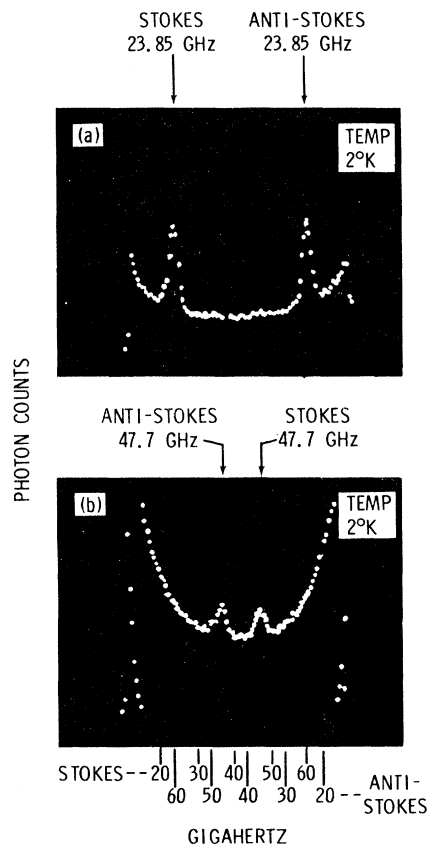 STOKES ANTI-STOKES
23.85 GHz 23.85 GHz
(a) TEMP
2°K
PHOTON COUNTS
ANTI-STOKES STOKES
47.7 GHz 47.7 GHz
(b) TEMP
2°K
STOKES-- 20 30 40 50 60 20 -- ANTI-
60 50 40 30 STOKES
GIGAHERTZ